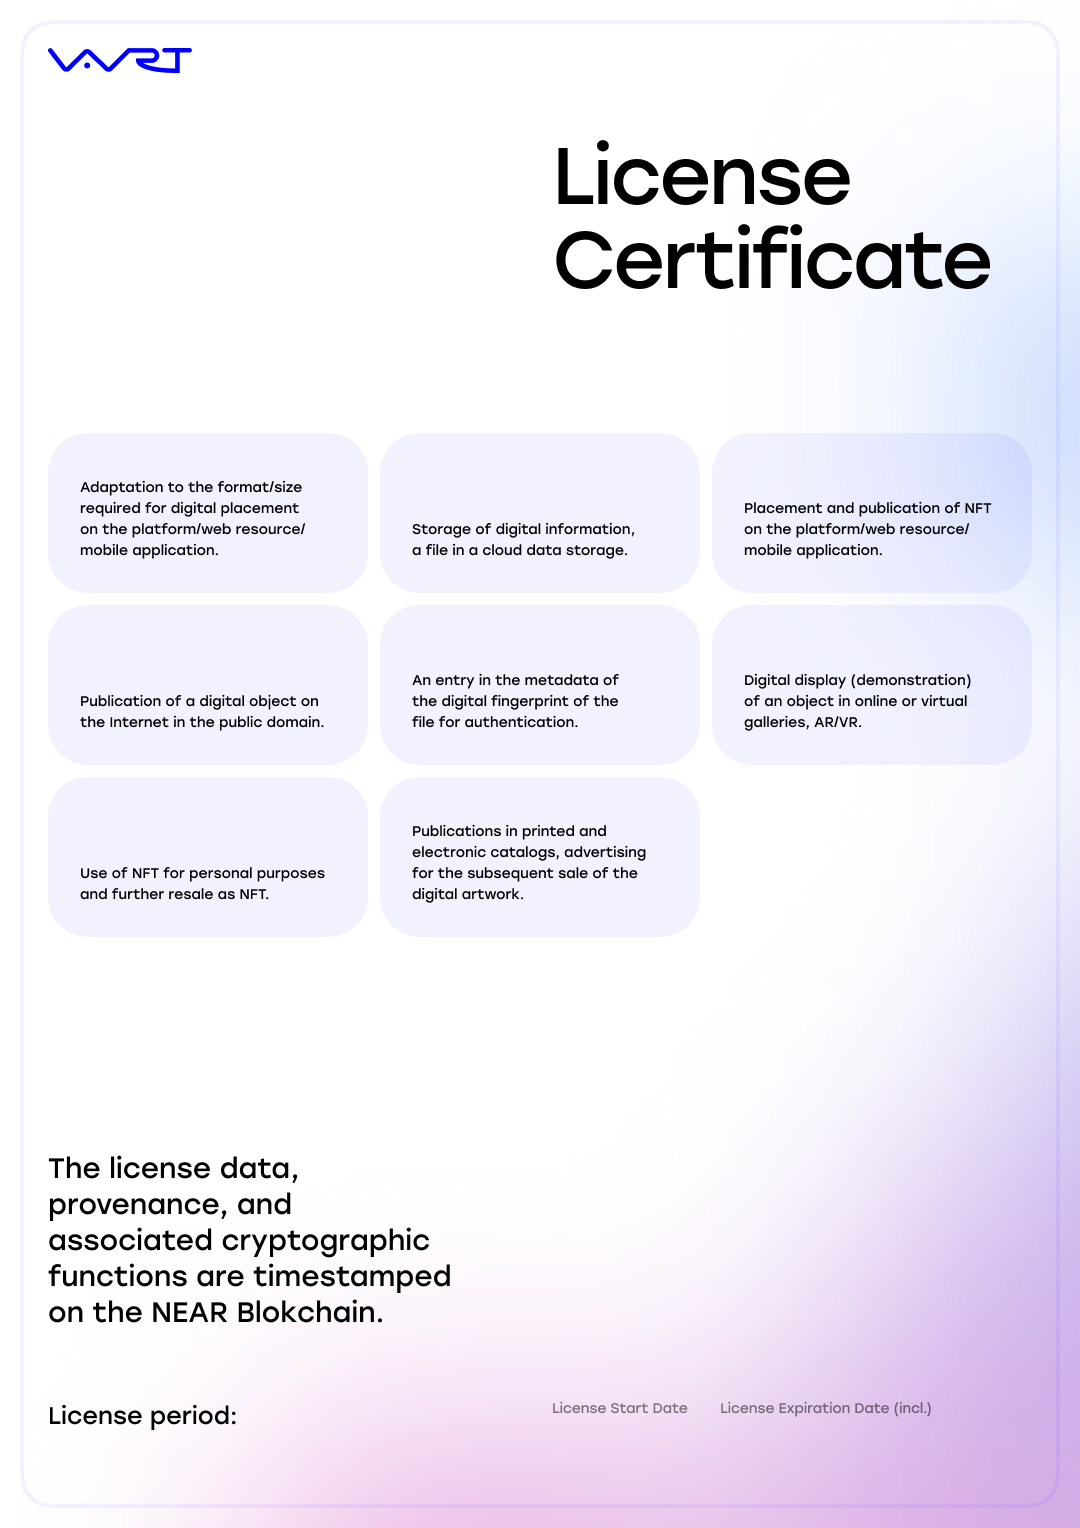 License
Certificate
Adaptation to the format/size
required for digital placement
on the platform/web resource/
mobile application.
Storage of digital information,
a file in a cloud data storage.
Placement and publication of NFT
on the platform/web resource/
mobile application.
Publication of a digital object on
the Internet in the public domain.
An entry in the metadata of
the digital fingerprint of the
file for authentication.
Digital display (demonstration)
of an object in online or virtual
galleries, AR/VR.
Use of NFT for personal purposes
and further resale as NFT.
Publications in printed and
electronic catalogs, advertising
for the subsequent sale of the
digital artwork.
The license data,
provenance, and
associated cryptographic
functions are timestamped
on the NEAR Blokchain.
License period:
License Start Date
License Expiration Date (incl.)